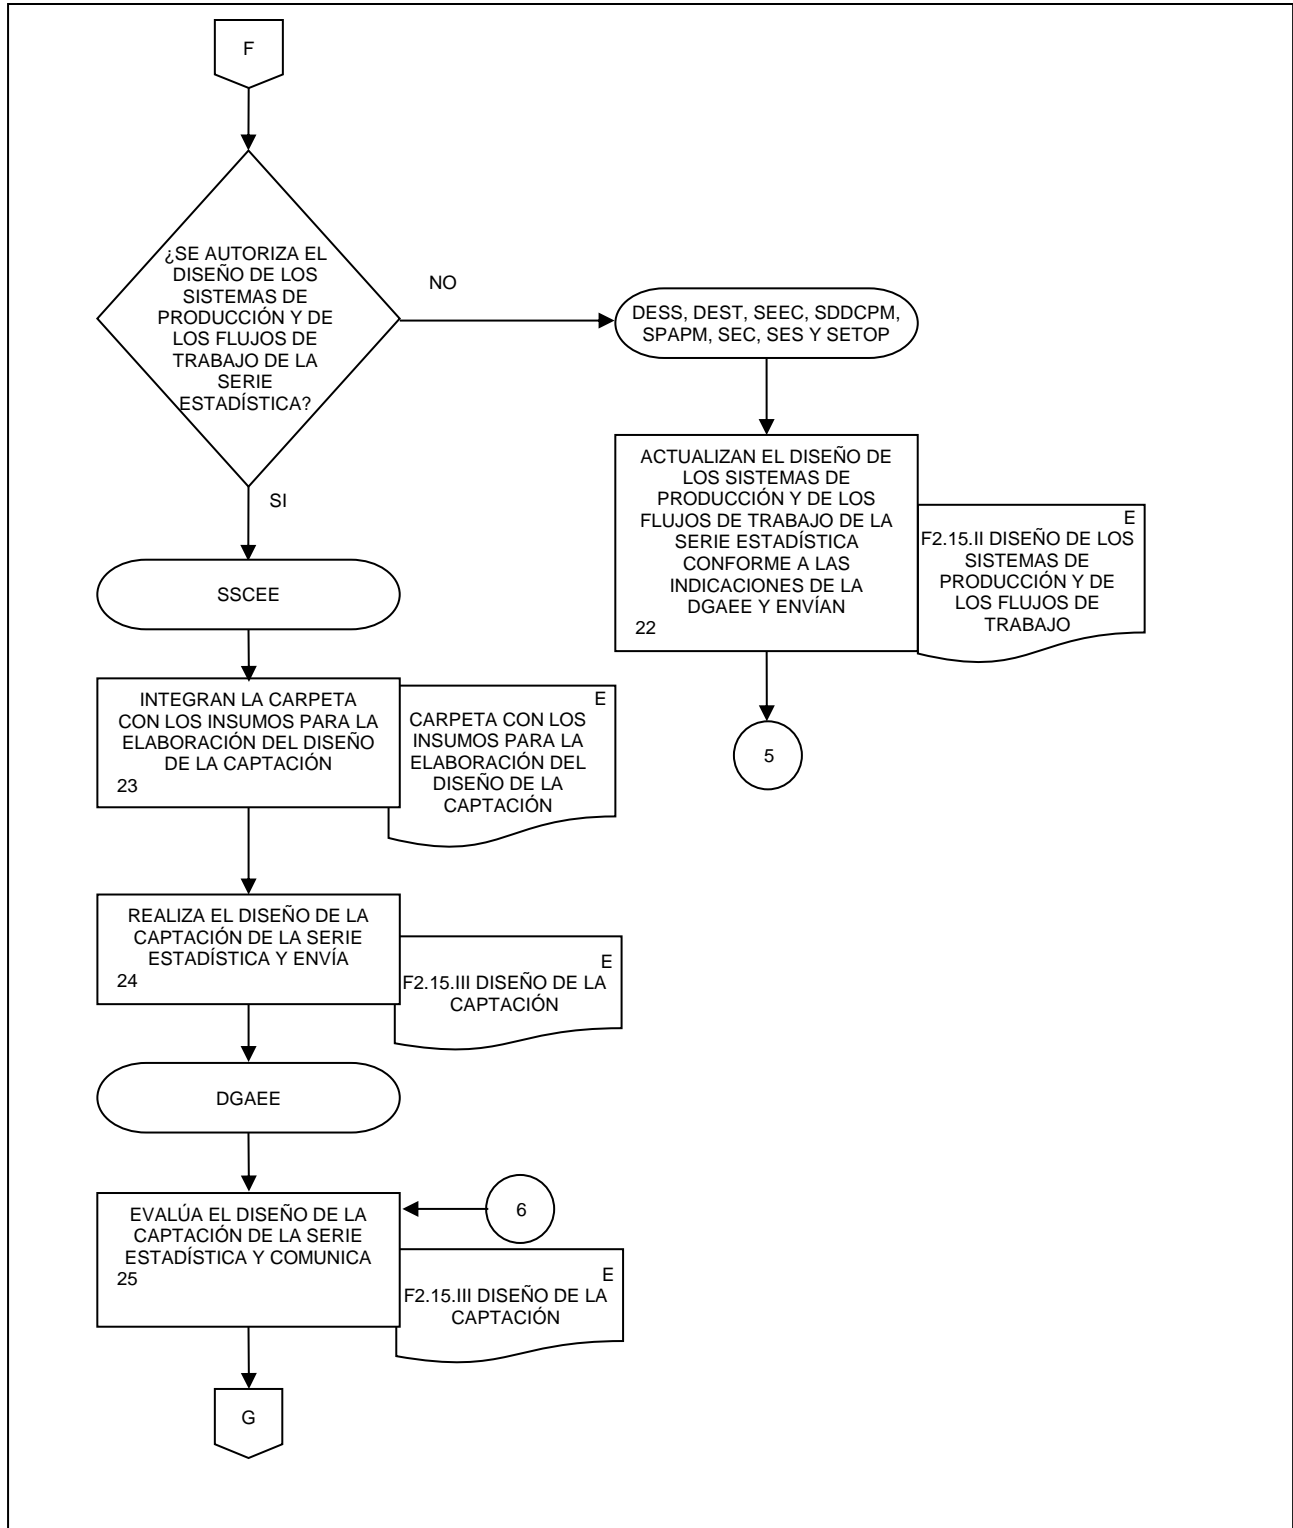 F
¿SE AUTORIZA EL
DISEÑO DE LOS
SISTEMAS DE
PRODUCCIÓN Y DE
LOS FLUJOS DE
TRABAJO DE LA
SERIE
ESTADÍSTICA?
NO
DESS, DEST, SEEC, SDDCPM,
SPAPM, SEC, SES Y SETOP
ACTUALIZAN EL DISEÑO DE
LOS SISTEMAS DE
PRODUCCIÓN Y DE LOS
FLUJOS DE TRABAJO DE LA
SERIE ESTADÍSTICA
CONFORME A LAS
INDICACIONES DE LA
DGAEE Y ENVÍAN
22
E
F2.15.II DISEÑO DE LOS
SISTEMAS DE
PRODUCCIÓN Y DE
LOS FLUJOS DE
TRABAJO
5
SI
SSCEE
INTEGRAN LA CARPETA
CON LOS INSUMOS PARA LA
ELABORACIÓN DEL DISEÑO
DE LA CAPTACIÓN
23
E
CARPETA CON LOS
INSUMOS PARA LA
ELABORACIÓN DEL
DISEÑO DE LA
CAPTACIÓN
REALIZA EL DISEÑO DE LA
CAPTACIÓN DE LA SERIE
ESTADÍSTICA Y ENVÍA
24
E
F2.15.III DISEÑO DE LA
CAPTACIÓN
DGAEE
6
EVALÚA EL DISEÑO DE LA
CAPTACIÓN DE LA SERIE
ESTADÍSTICA Y COMUNICA
25
E
F2.15.III DISEÑO DE LA
CAPTACIÓN
G